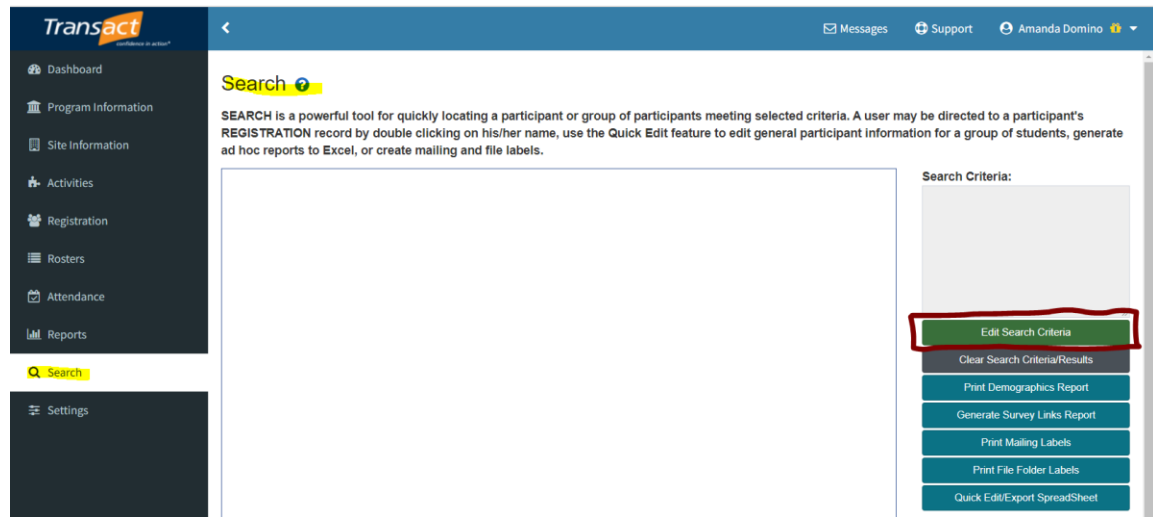 Transact
confidence in action®
Messages
Support
Amanda Domino
Dashboard
Program Information
Site Information
Activities
Registration
Rosters
Attendance
Reports
Search
Settings
Search
SEARCH is a powerful tool for quickly locating a participant or group of participants meeting selected criteria. A user may be directed to a participant's
REGISTRATION record by double clicking on his/her name, use the Quick Edit feature to edit general participant information for a group of students, generate
ad hoc reports to Excel, or create mailing and file labels.
Search Criteria:
Edit Search Criteria
Clear Search Criteria/Results
Print Demographics Report
Generate Survey Links Report
Print Mailing Labels
Print File Folder Labels
Quick Edit/Export SpreadSheet